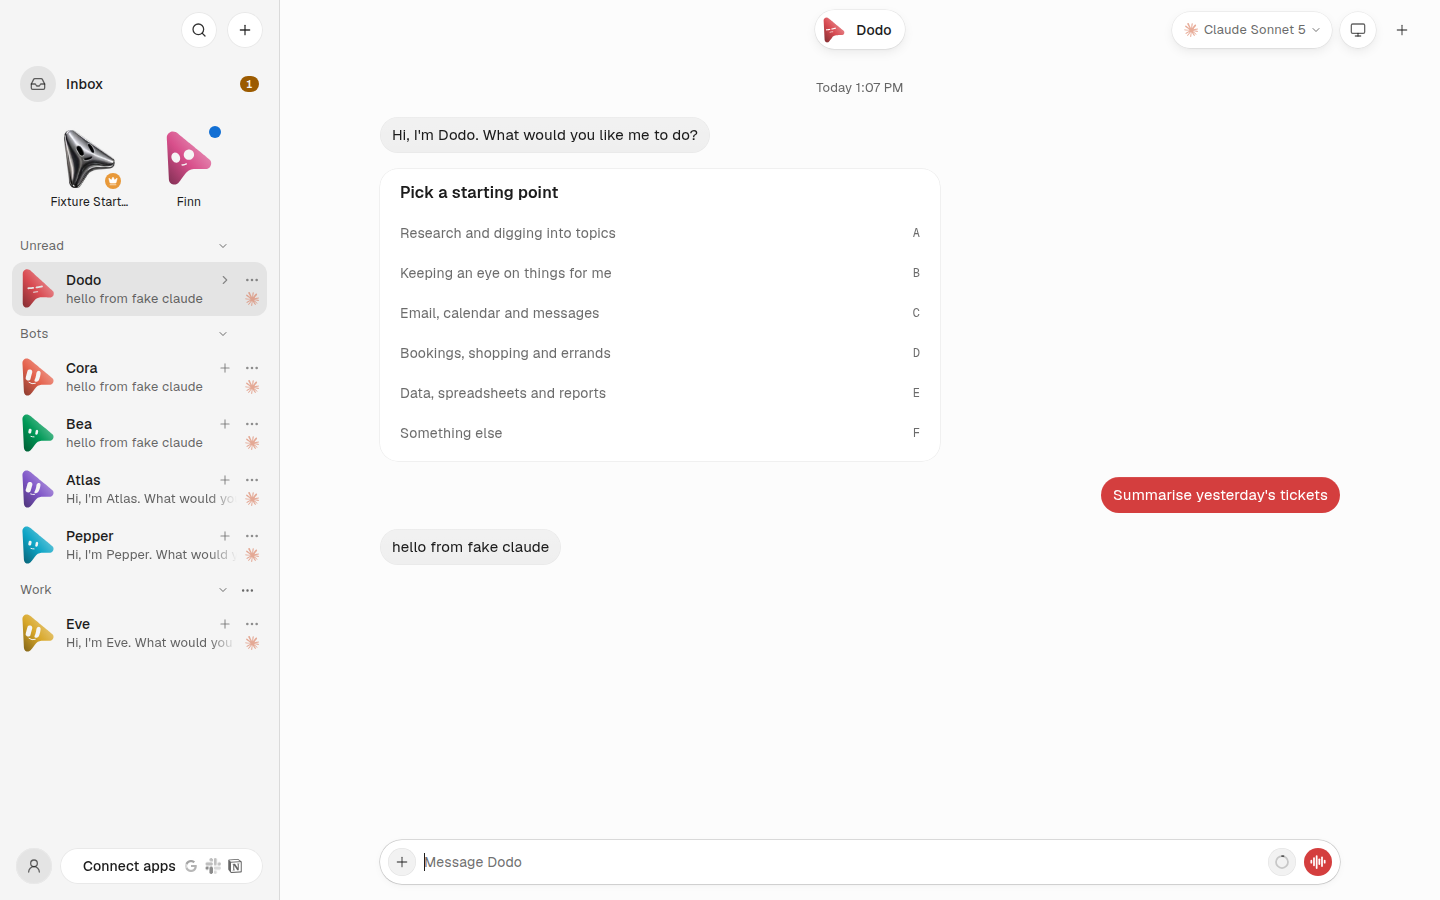 Inbox
1
Fixture Start...
Finn
Unread
Dodo
hello from fake claude
Bots
Cora
hello from fake claude
Bea
hello from fake claude
Atlas
Hi, I'm Atlas. What would yo
Pepper
Hi, I'm Pepper. What would
Work
Eve
Hi, I'm Eve. What would you
Connect apps
Dodo
Claude Sonnet 5
Today 1:07 PM
Hi, I'm Dodo. What would you like me to do?
Pick a starting point
Research and digging into topics A
Keeping an eye on things for me B
Email, calendar and messages C
Bookings, shopping and errands D
Data, spreadsheets and reports E
Something else F
Summarise yesterday's tickets
hello from fake claude
Message Dodo